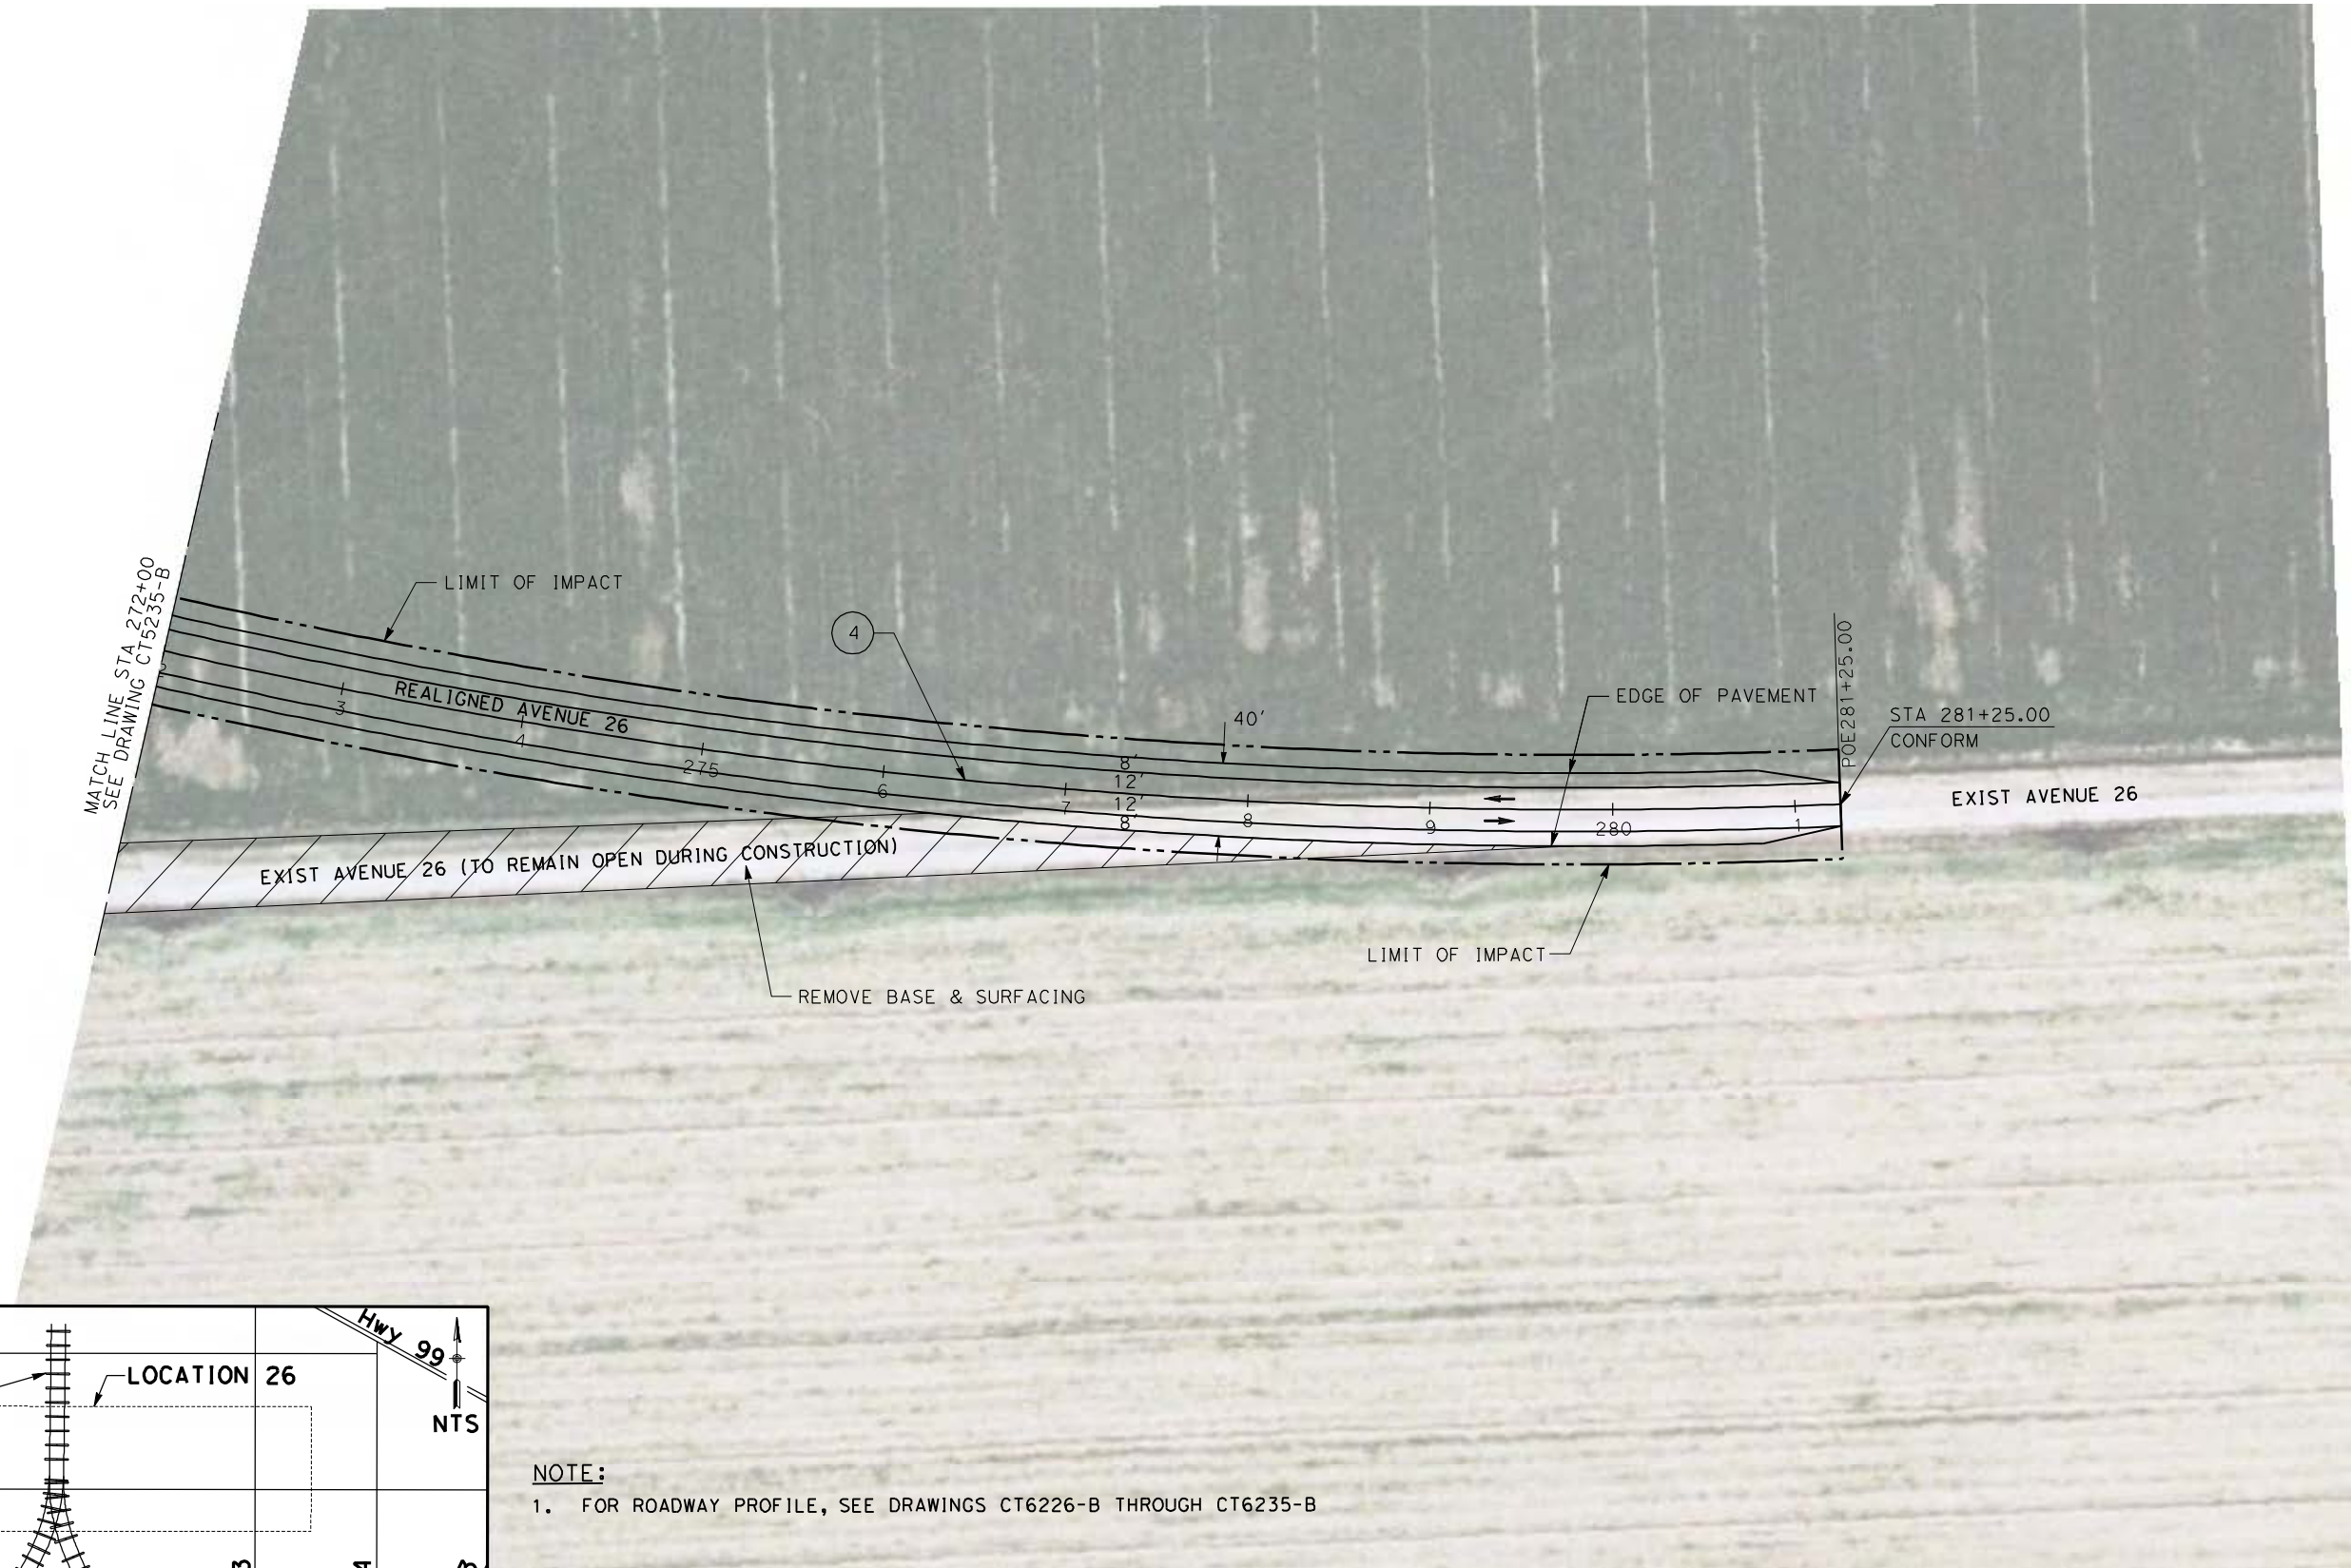 MATCH LINE STA 272+00
SEE DRAWING CT5235-B
LIMIT OF IMPACT
4
REALIGNED AVENUE 26
2
3
4
275
6
7
8
9
280
1
8'
12'
12'
8'
40'
EDGE OF PAVEMENT
POE281+25.00
STA 281+25.00
CONFORM
EXIST AVENUE 26
EXIST AVENUE 26 (TO REMAIN OPEN DURING CONSTRUCTION)
LIMIT OF IMPACT
REMOVE BASE & SURFACING
Hwy 99
LOCATION 26
NTS
NOTE:
1. FOR ROADWAY PROFILE, SEE DRAWINGS CT6226-B THROUGH CT6235-B